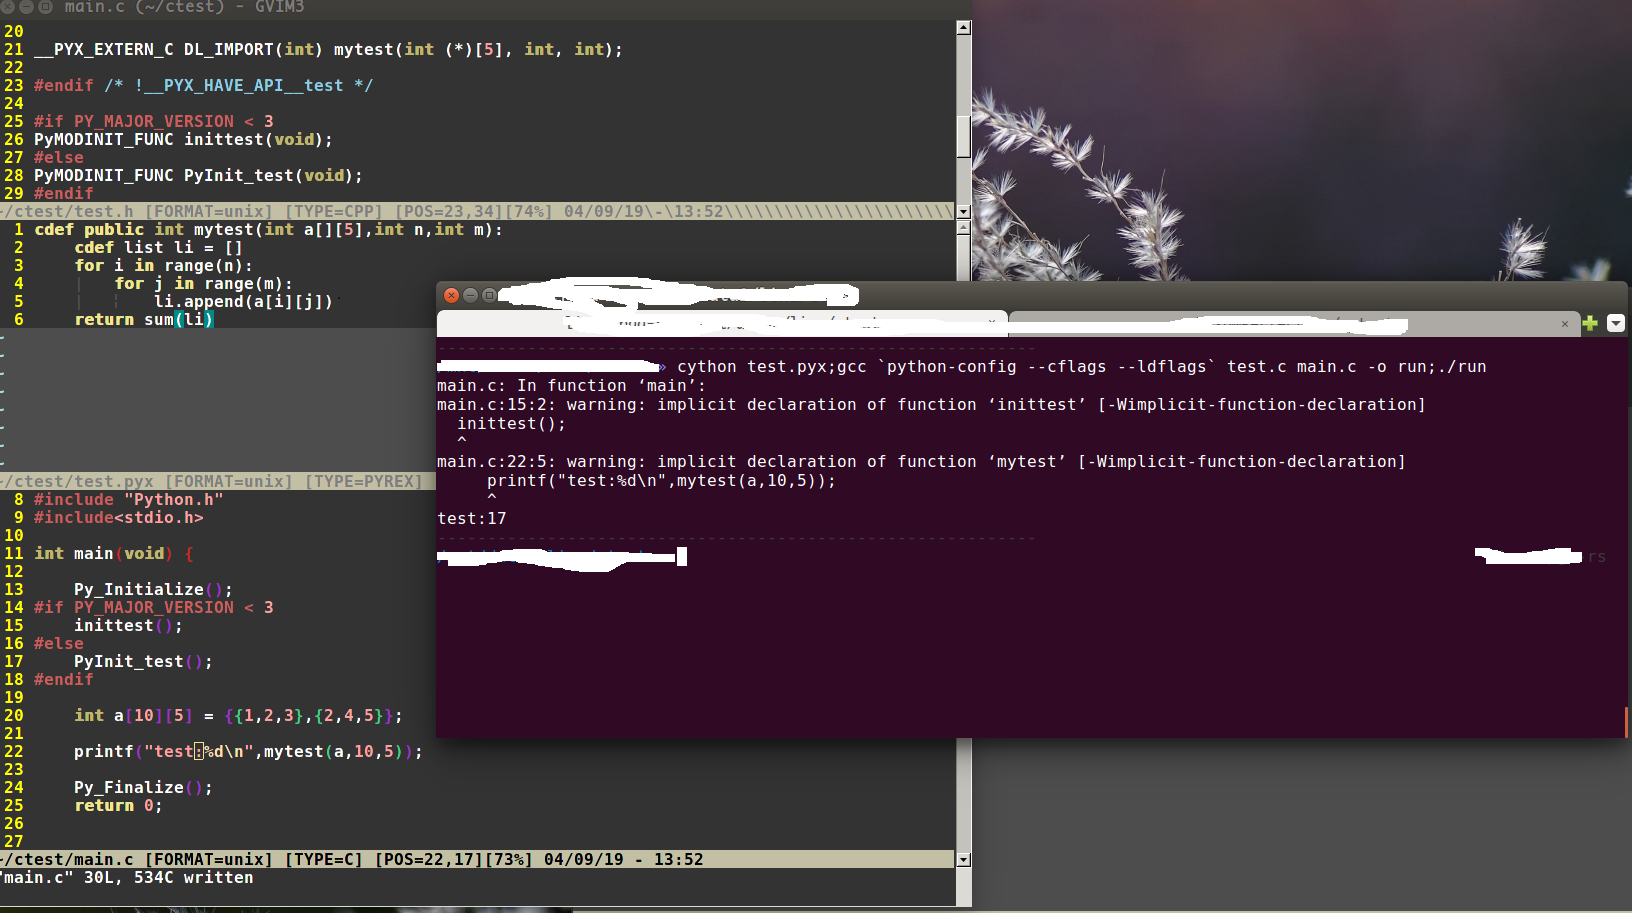 main.c (~/ctest) - GVIM3
20
21 __PYX_EXTERN_C DL_IMPORT(int) mytest(int (*)[5], int, int);
22
23 #endif /* !__PYX_HAVE_API__test */
24
25 #if PY_MAJOR_VERSION < 3
26 PyMODINIT_FUNC inittest(void);
27 #else
28 PyMODINIT_FUNC PyInit_test(void);
29 #endif
~/ctest/test.h [FORMAT=unix] [TYPE=CPP] [POS=23,34][74%] 04/09/19\-\13:52\\\\\\\\\\\\\\\\\\\\\\\
1 cdef public int mytest(int a[][5],int n,int m):
2 cdef list li = []
3 for i in range(n):
4 for j in range(m):
5 li.append(a[i][j])
6 return sum(li)
~
~
~
~
~
~
~
~
~/ctest/test.pyx [FORMAT=unix] [TYPE=PYREX]
8 #include "Python.h"
9 #include<stdio.h>
10
11 int main(void) {
12
13 Py_Initialize();
14 #if PY_MAJOR_VERSION < 3
15 inittest();
16 #else
17 PyInit_test();
18 #endif
19
20 int a[10][5] = {{1,2,3},{2,4,5}};
21
22 printf("test:%d\n",mytest(a,10,5));
23
24 Py_Finalize();
25 return 0;
26
27
~/ctest/main.c [FORMAT=unix] [TYPE=C] [POS=22,17][73%] 04/09/19 - 13:52
"main.c" 30L, 534C written
» cython test.pyx;gcc `python-config --cflags --ldflags` test.c main.c -o run;./run
main.c: In function ‘main’:
main.c:15:2: warning: implicit declaration of function ‘inittest’ [-Wimplicit-function-declaration]
inittest();
^
main.c:22:5: warning: implicit declaration of function ‘mytest’ [-Wimplicit-function-declaration]
printf("test:%d\n",mytest(a,10,5));
^
test:17
rs